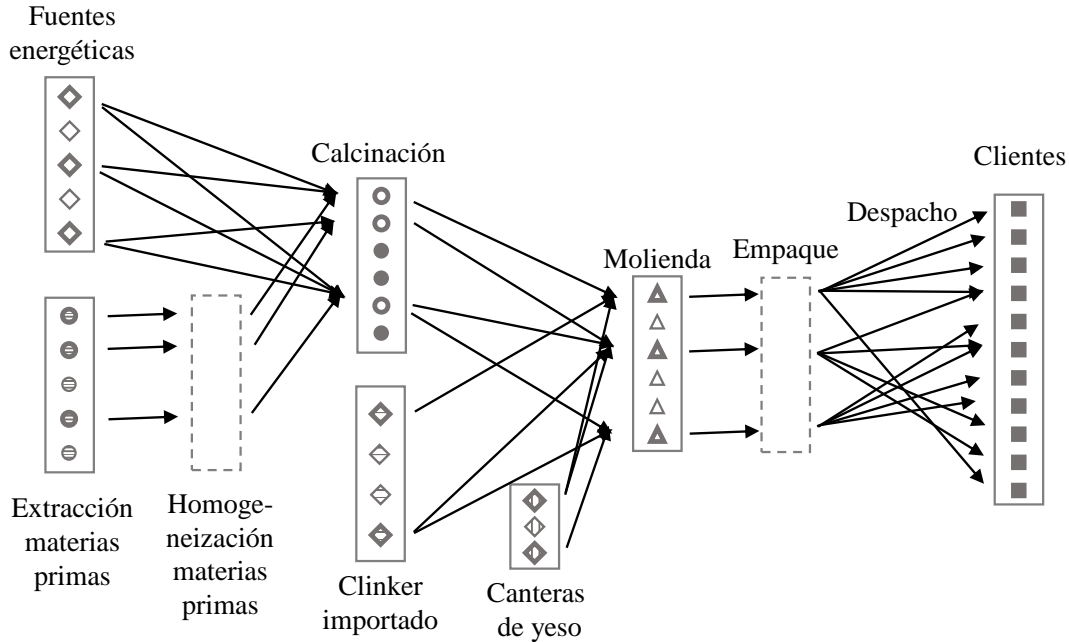 Fuentes
energéticas
Calcinación
Clientes
Despacho
Molienda
Empaque
Extracción
materias
primas
Homoge-
neización
materias
primas
Clinker
importado
Canteras
de yeso